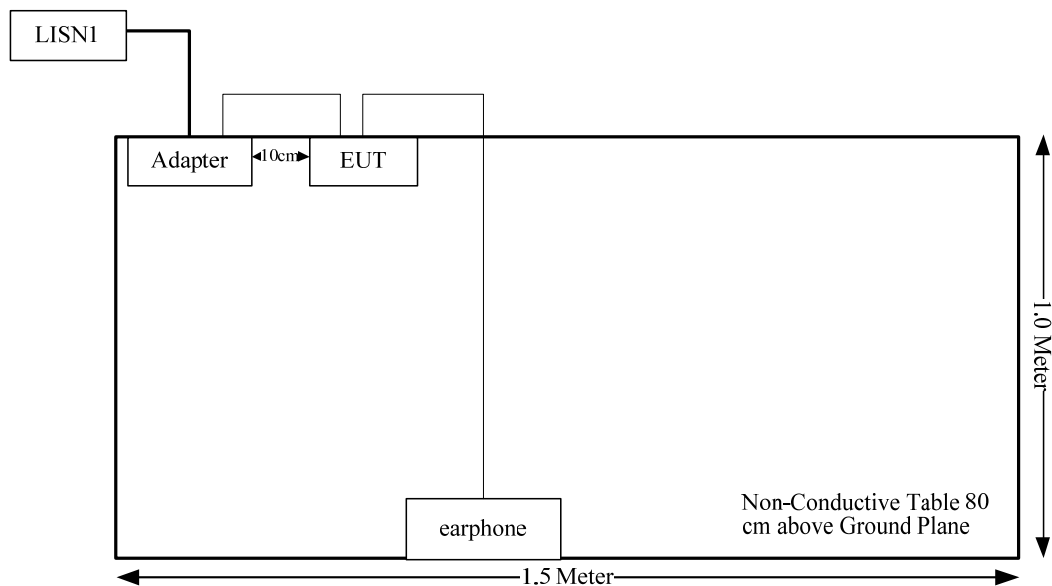 LISN1
Adapter
10cm
EUT
1.0 Meter
earphone
Non-Conductive Table 80
cm above Ground Plane
1.5 Meter